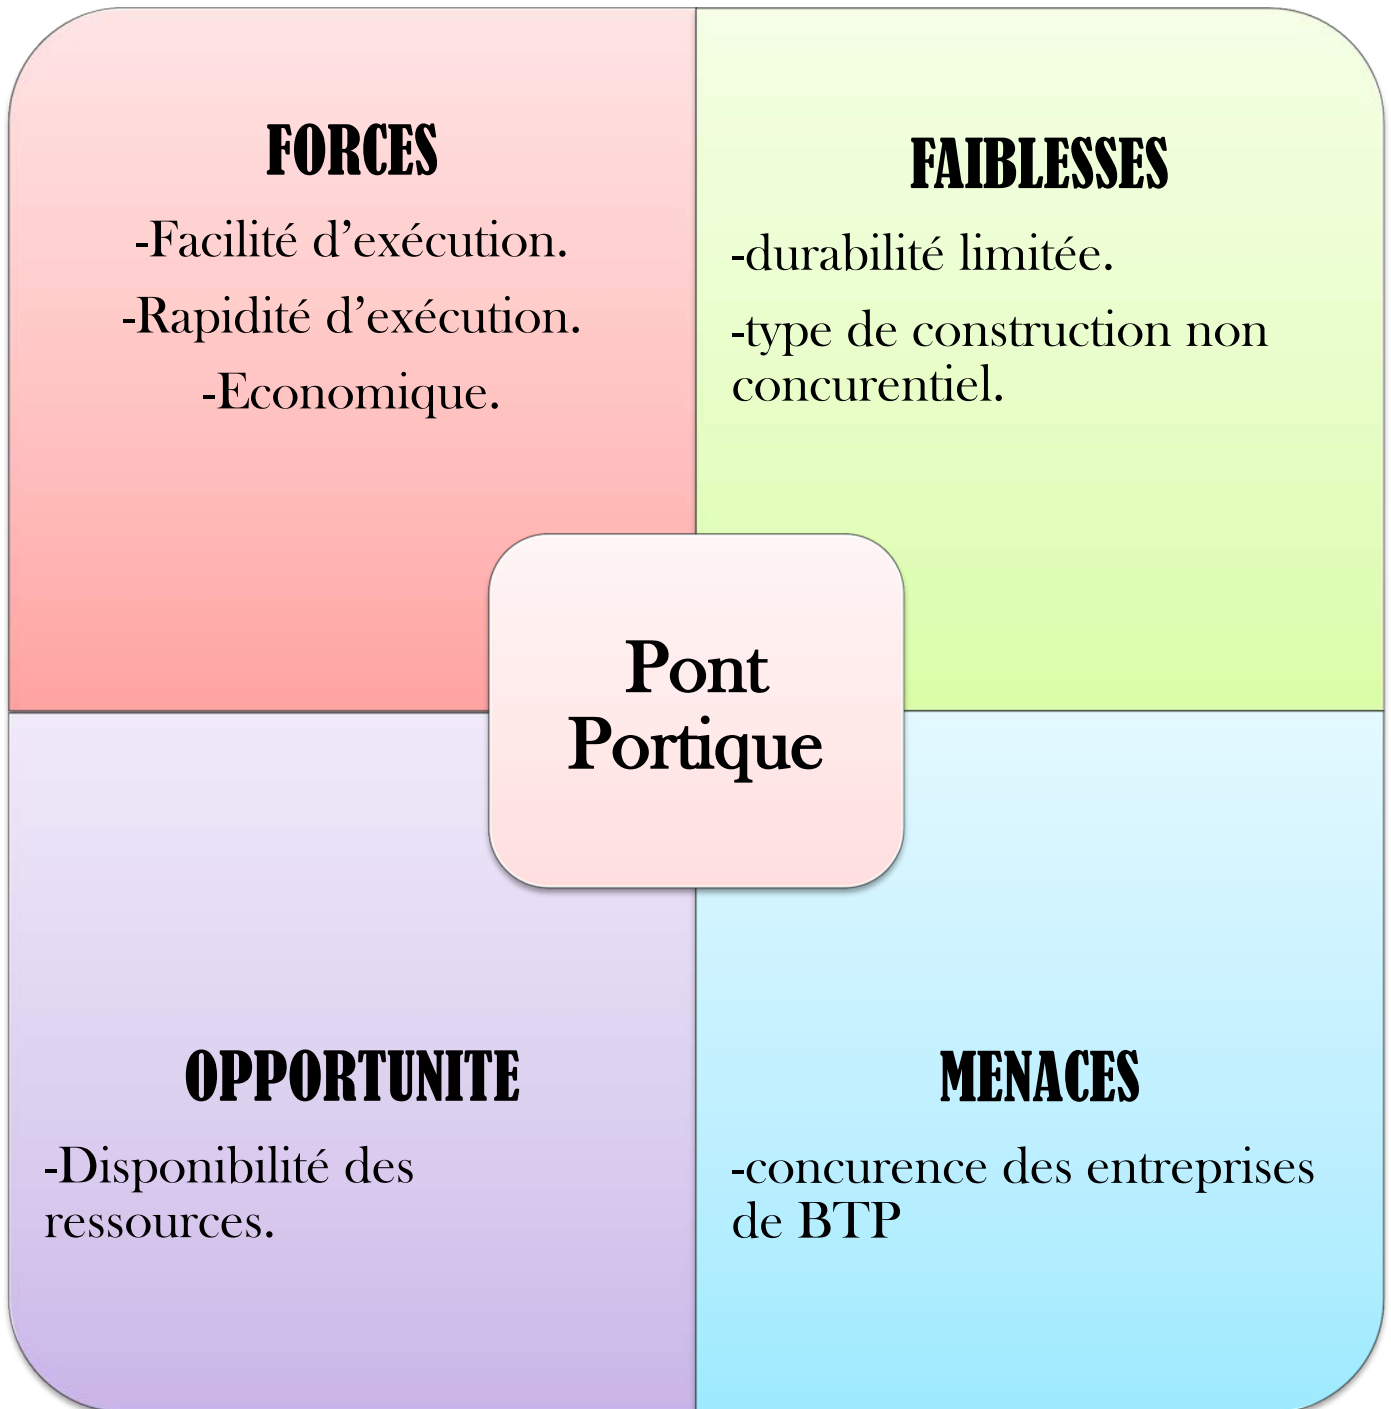 FORCES
-Facilité d’exécution.
-Rapidité d’exécution.
-Economique.
FAIBLESSES
-durabilité limitée.
-type de construction non
concurentiel.
Pont
Portique
OPPORTUNITE
-Disponibilité des
ressources.
MENACES
-concurence des entreprises
de BTP